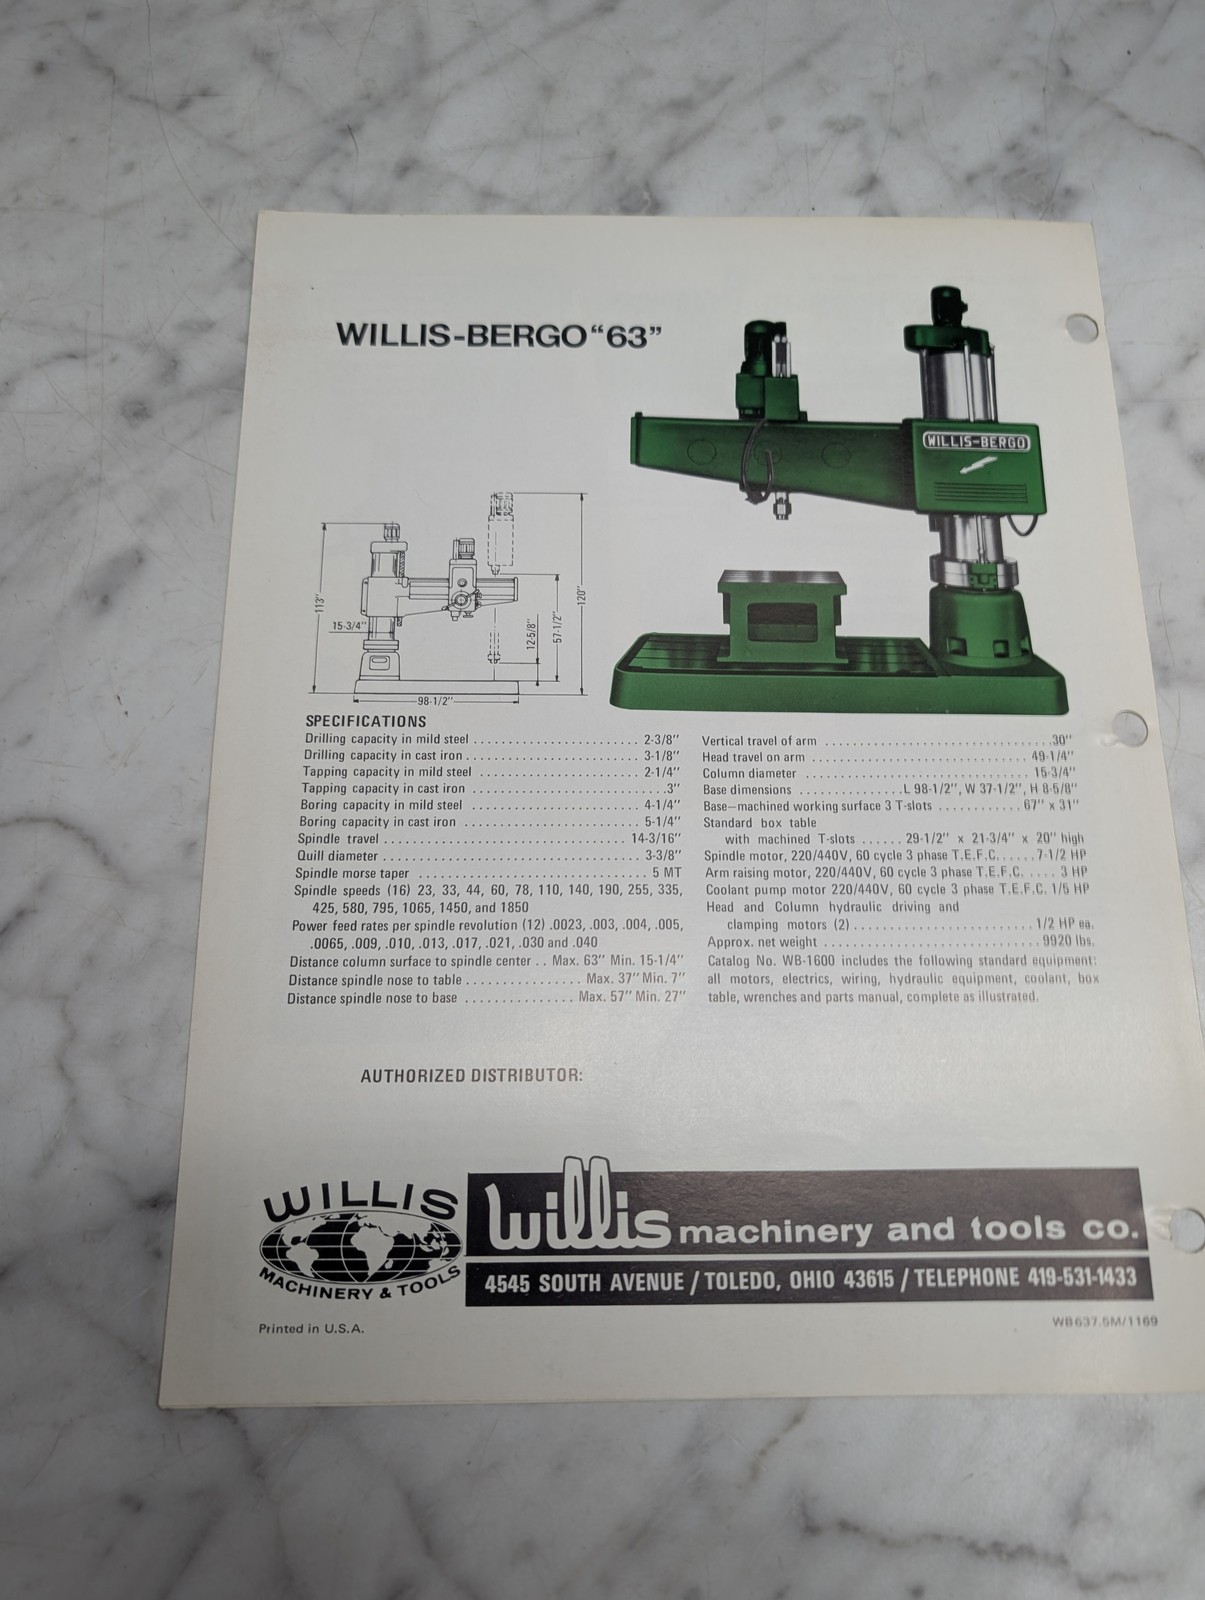 WILLIS-BERGO “63”
WILLIS-BERGO
113"
15-3/4"
98-1/2"
12-5/8"
57-1/2"
120"
SPECIFICATIONS
Drilling capacity in mild steel ........................ 2-3/8"
Drilling capacity in cast iron ......................... 3-1/8"
Tapping capacity in mild steel ....................... 2-1/4"
Tapping capacity in cast iron ............................. 3"
Boring capacity in mild steel ......................... 4-1/4"
Boring capacity in cast iron .......................... 5-1/4"
Spindle travel ................................... 14-3/16"
Quill diameter ..................................... 3-3/8"
Spindle morse taper .................................. 5 MT
Spindle speeds (16) 23, 33, 44, 60, 78, 110, 140, 190, 255, 335,
425, 580, 795, 1065, 1450, and 1850
Power feed rates per spindle revolution (12) .0023, .003, .004, .005,
.0065, .009, .010, .013, .017, .021, .030 and .040
Distance column surface to spindle center . . Max. 63" Min. 15-1/4"
Distance spindle nose to table ................ Max. 37" Min. 7"
Distance spindle nose to base ............... Max. 57" Min. 27"
Vertical travel of arm ................................ 30"
Head travel on arm ............................... 49-1/4"
Column diameter ................................ 15-3/4"
Base dimensions ............... L 98-1/2", W 37-1/2", H 8-5/8"
Base—machined working surface 3 T-slots ............ 67" x 31"
Standard box table
with machined T-slots ...... 29-1/2" x 21-3/4" x 20" high
Spindle motor, 220/440V, 60 cycle 3 phase T.E.F.C. ..... 7-1/2 HP
Arm raising motor, 220/440V, 60 cycle 3 phase T.E.F.C. .... 3 HP
Coolant pump motor 220/440V, 60 cycle 3 phase T.E.F.C. 1/5 HP
Head and Column hydraulic driving and
clamping motors (2) .......................... 1/2 HP ea.
Approx. net weight ............................... 9920 lbs.
Catalog No. WB-1600 includes the following standard equipment:
all motors, electrics, wiring, hydraulic equipment, coolant, box
table, wrenches and parts manual, complete as illustrated.
AUTHORIZED DISTRIBUTOR:
WILLIS
MACHINERY & TOOLS
willis machinery and tools co.
4545 SOUTH AVENUE / TOLEDO, OHIO 43615 / TELEPHONE 419-531-1433
Printed in U.S.A.
WB637.5M/1169